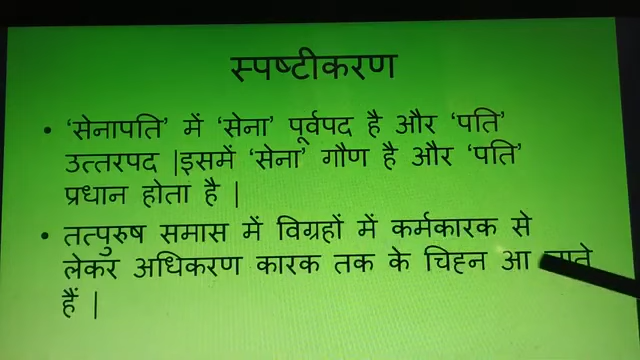 स्पष्टीकरण
• 'सेनापति' में 'सेना' पूर्वपद है और 'पति'
उत्तरपद |इसमें 'सेना' गौण है और 'पति'
प्रधान होता है |
• तत्पुरुष समास में विग्रहों में कर्मकारक से
लेकर अधिकरण कारक तक के चिह्न आ
हैं |